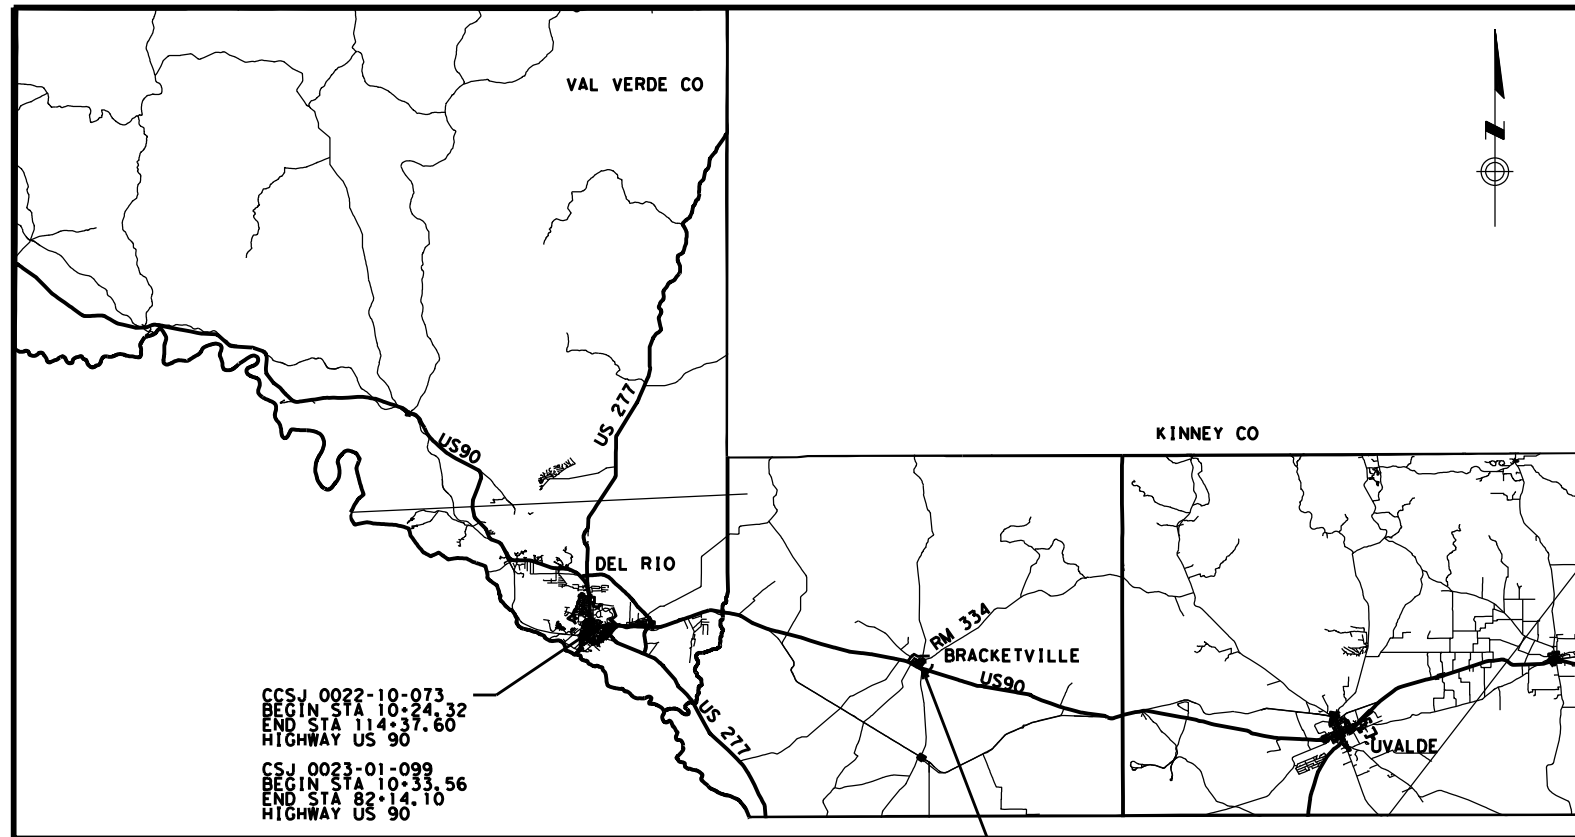 VAL VERDE CO
N
KINNEY CO
US 277
US90
DEL RIO
RM 334
BRACKETVILLE
US90
US 277
UVALDE
CCSJ 0022-10-073
BEGIN STA 10+24.32
END STA 114+37.60
HIGHWAY US 90
CSJ 0023-01-099
BEGIN STA 10+33.56
END STA 82+14.10
HIGHWAY US 90